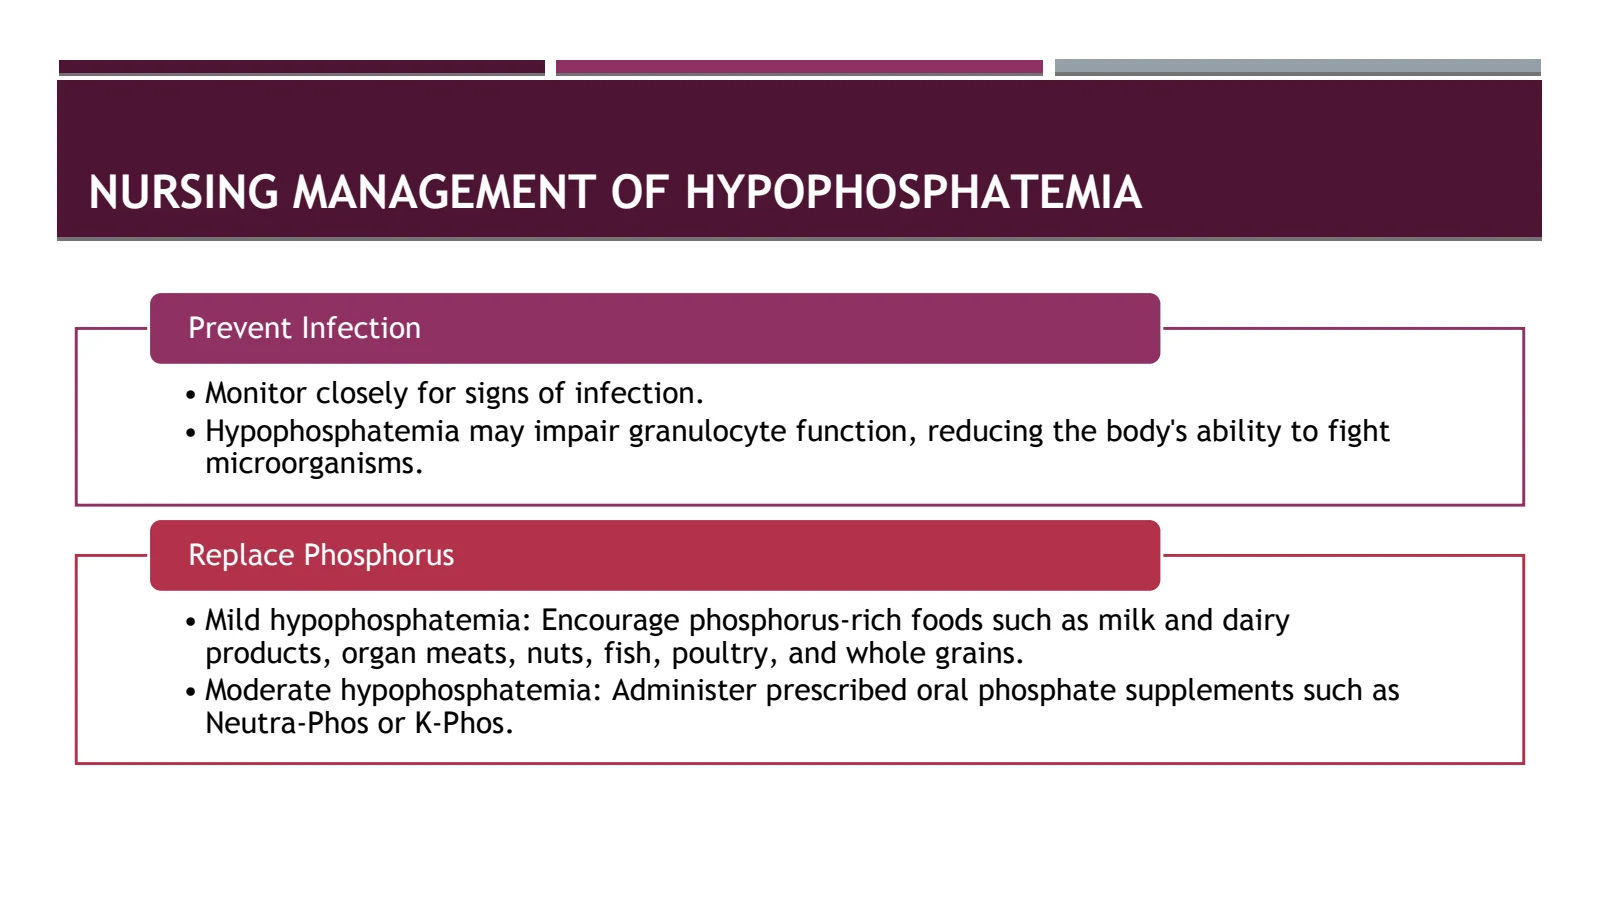 NURSING MANAGEMENT OF HYPOPHOSPHATEMIA
Prevent Infection
• Monitor closely for signs of infection.
• Hypophosphatemia may impair granulocyte function, reducing the body's ability to fight
microorganisms.
Replace Phosphorus
• Mild hypophosphatemia: Encourage phosphorus-rich foods such as milk and dairy
products, organ meats, nuts, fish, poultry, and whole grains.
• Moderate hypophosphatemia: Administer prescribed oral phosphate supplements such as
Neutra-Phos or K-Phos.